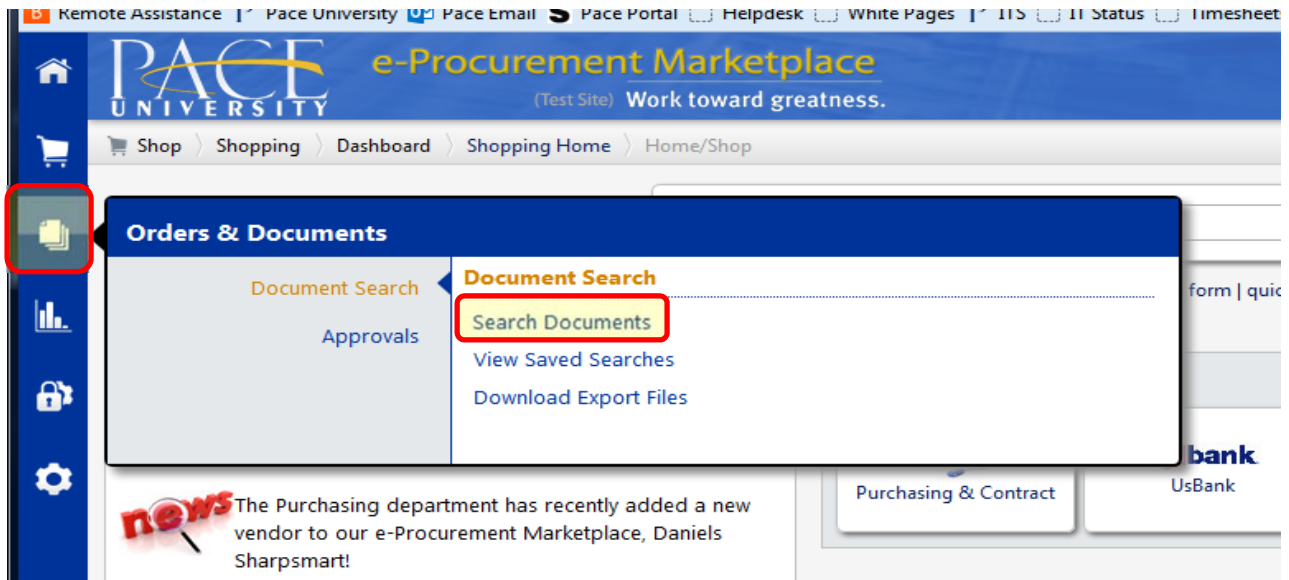 B Remote Assistance Pace University Pace Email S Pace Portal Helpdesk White Pages ITS IT Status Timesheet
PACE
UNIVERSITY
e-Procurement Marketplace
(Test Site) Work toward greatness.
Shop Shopping Dashboard Shopping Home Home/Shop
Orders & Documents
Document Search
Approvals
Document Search
Search Documents
View Saved Searches
Download Export Files
form |
bank
Purchasing & Contract
UsBank
news
The Purchasing department has recently added a new
vendor to our e-Procurement Marketplace, Daniels
Sharpsmart!